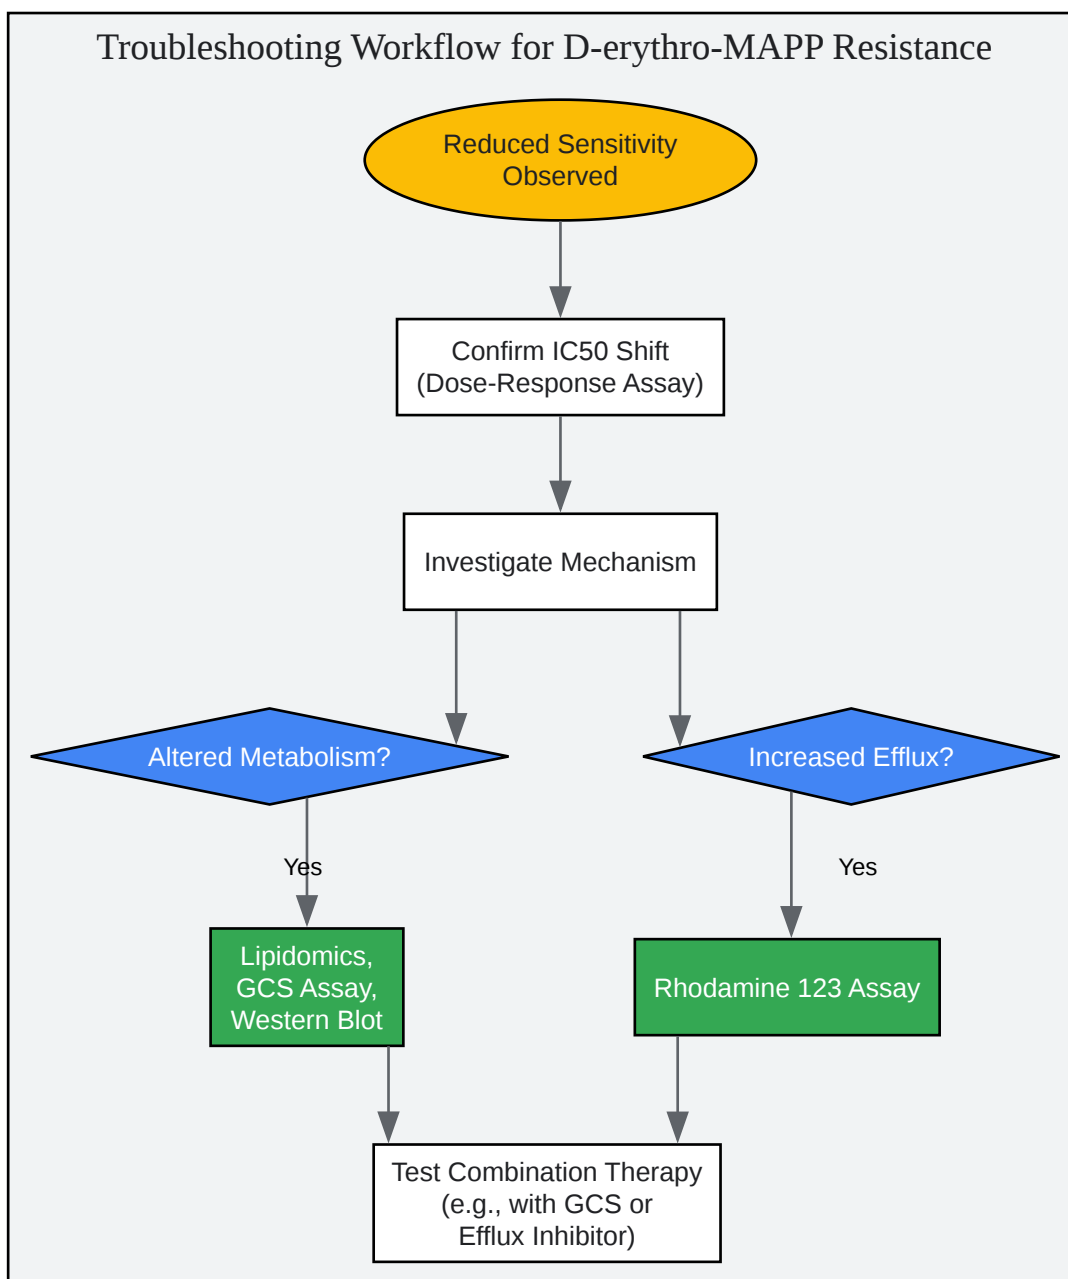 Troubleshooting Workflow for D-erythro-MAPP Resistance
Reduced Sensitivity
Observed
Confirm IC50 Shift
(Dose-Response Assay)
Investigate Mechanism
Altered Metabolism?
Increased Efflux?
Yes
Yes
Lipidomics,
GCS Assay,
Western Blot
Rhodamine 123 Assay
Test Combination Therapy
(e.g., with GCS or
Efflux Inhibitor)